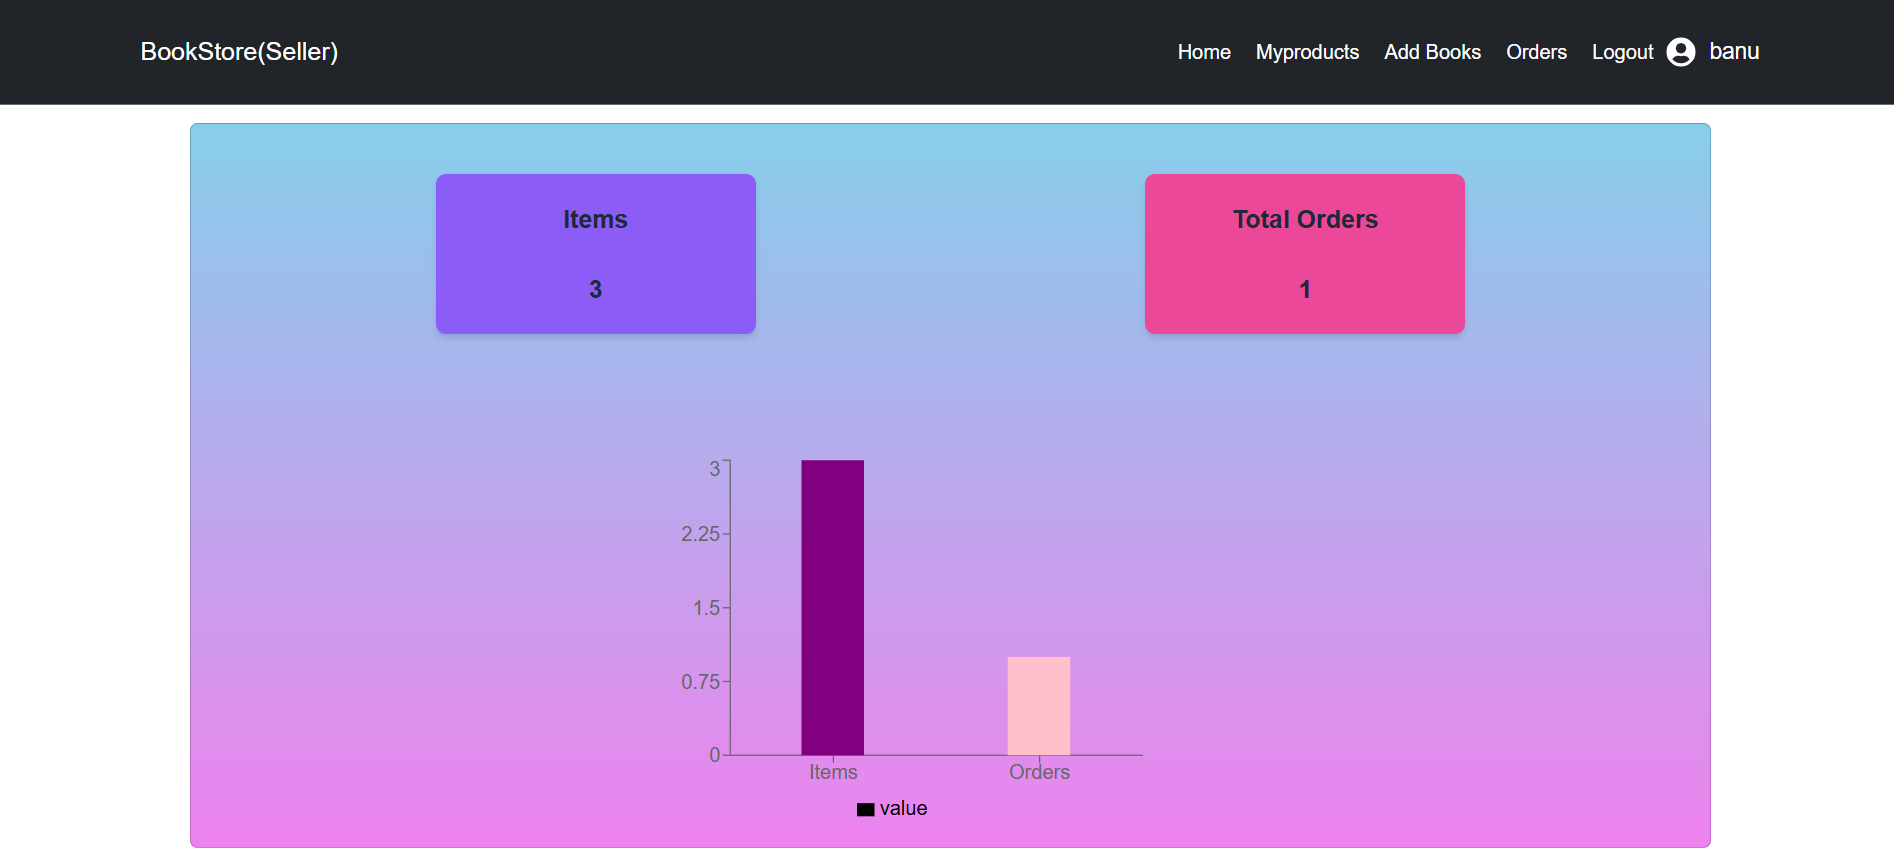 BookStore(Seller)
Home Myproducts Add Books Orders Logout banu
Items
3
Total Orders
1
3
2.25
1.5
0.75
0
Items Orders
value